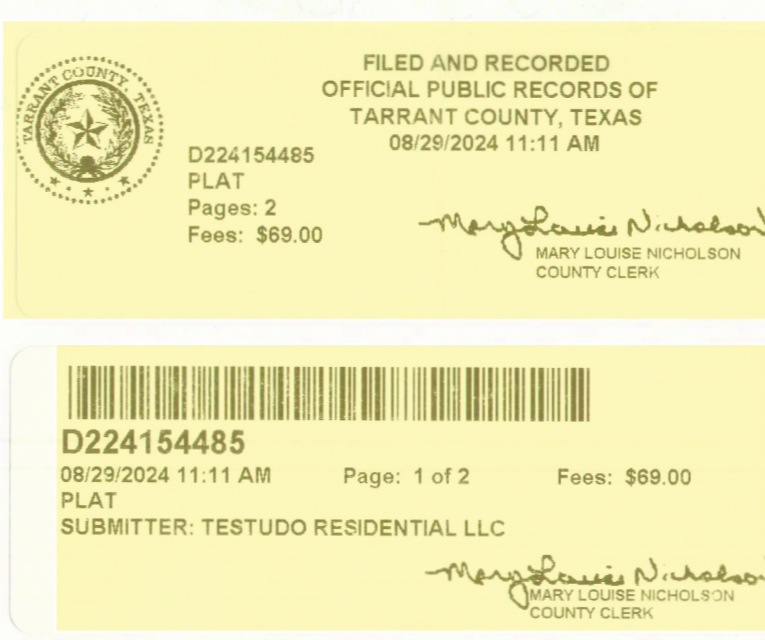 TARRANT COUNTY, TEXAS
FILED AND RECORDED
OFFICIAL PUBLIC RECORDS OF
TARRANT COUNTY, TEXAS
08/29/2024 11:11 AM
D224154485
PLAT
Pages: 2
Fees: $69.00
Mary Louise Nicholson
MARY LOUISE NICHOLSON
COUNTY CLERK
D224154485
08/29/2024 11:11 AM Page: 1 of 2 Fees: $69.00
PLAT
SUBMITTER: TESTUDO RESIDENTIAL LLC
Mary Louise Nicholson
MARY LOUISE NICHOLSON
COUNTY CLERK